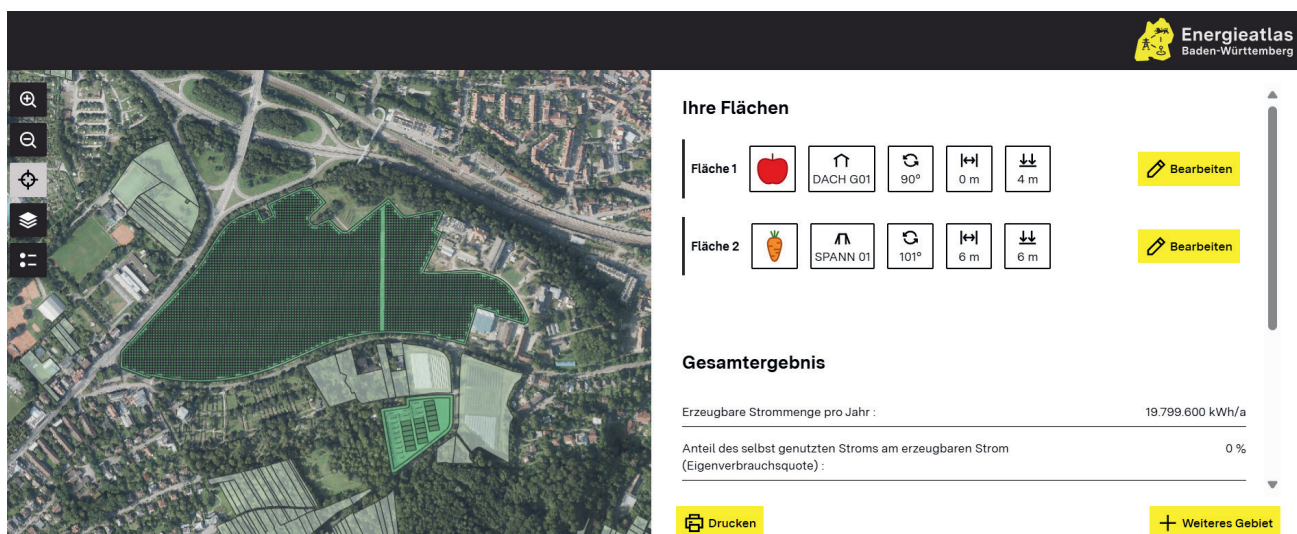 Energieatlas
Baden-Württemberg
Ihre Flächen
Fläche 1
DACH G01
90°
0 m
4 m
Bearbeiten
Fläche 2
SPANN 01
101°
6 m
6 m
Bearbeiten
Gesamtergebnis
Erzeugbare Strommenge pro Jahr :
19.799.600 kWh/a
Anteil des selbst genutzten Stroms am erzeugbaren Strom
(Eigenverbrauchsquote) :
0 %
Drucken
Weiteres Gebiet